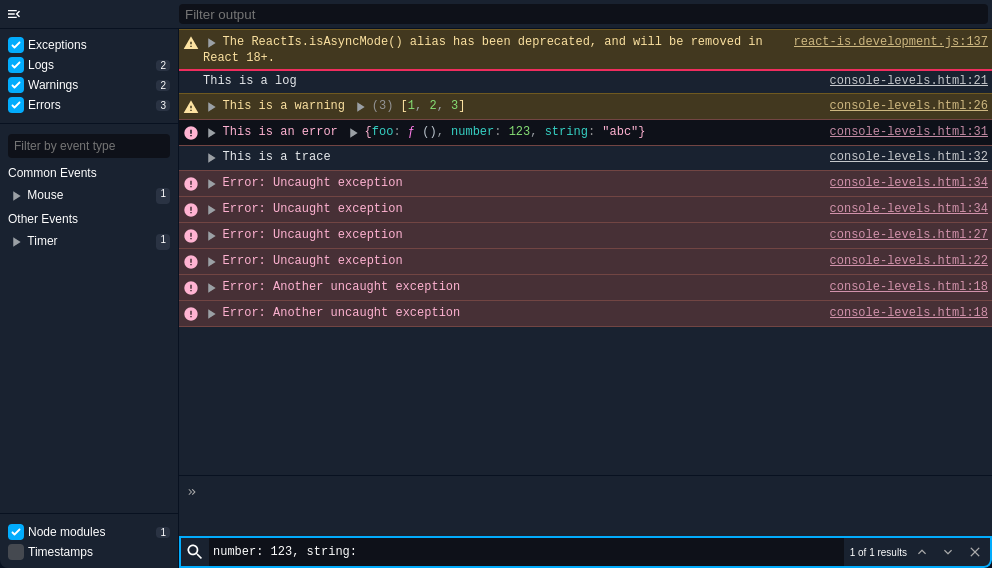 Filter output
Exceptions
Logs 2
Warnings 2
Errors 3
Filter by event type
Common Events
Mouse 1
Other Events
Timer 1
Node modules 1
Timestamps
The ReactIs.isAsyncMode() alias has been deprecated, and will be removed in react-is.development.js:137
React 18+.
This is a log console-levels.html:21
This is a warning (3) [1, 2, 3] console-levels.html:26
This is an error {foo: ƒ (), number: 123, string: "abc"} console-levels.html:31
This is a trace console-levels.html:32
Error: Uncaught exception console-levels.html:34
Error: Uncaught exception console-levels.html:34
Error: Uncaught exception console-levels.html:27
Error: Uncaught exception console-levels.html:22
Error: Another uncaught exception console-levels.html:18
Error: Another uncaught exception console-levels.html:18
»
number: 123, string: 1 of 1 results